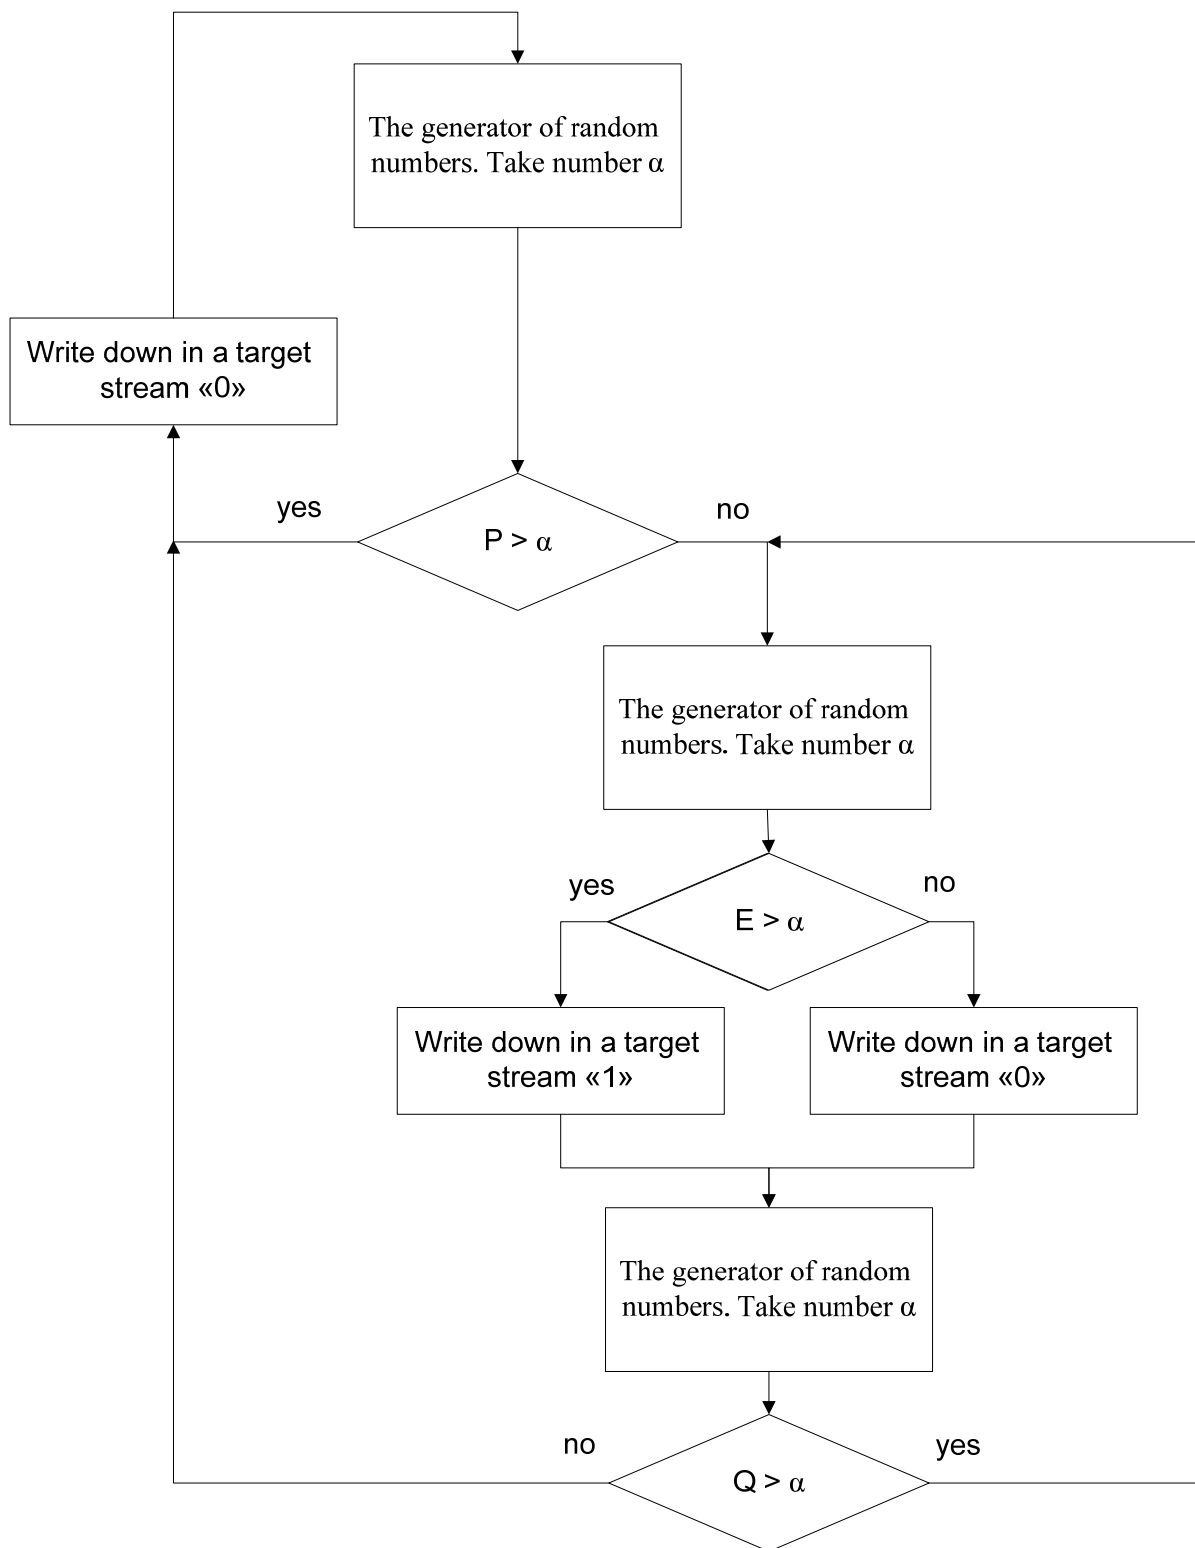 The generator of random
numbers. Take number α
Write down in a target
stream «0»
yes
no
P > α
The generator of random
numbers. Take number α
yes
no
E > α
Write down in a target
stream «1»
Write down in a target
stream «0»
The generator of random
numbers. Take number α
no
yes
Q > α